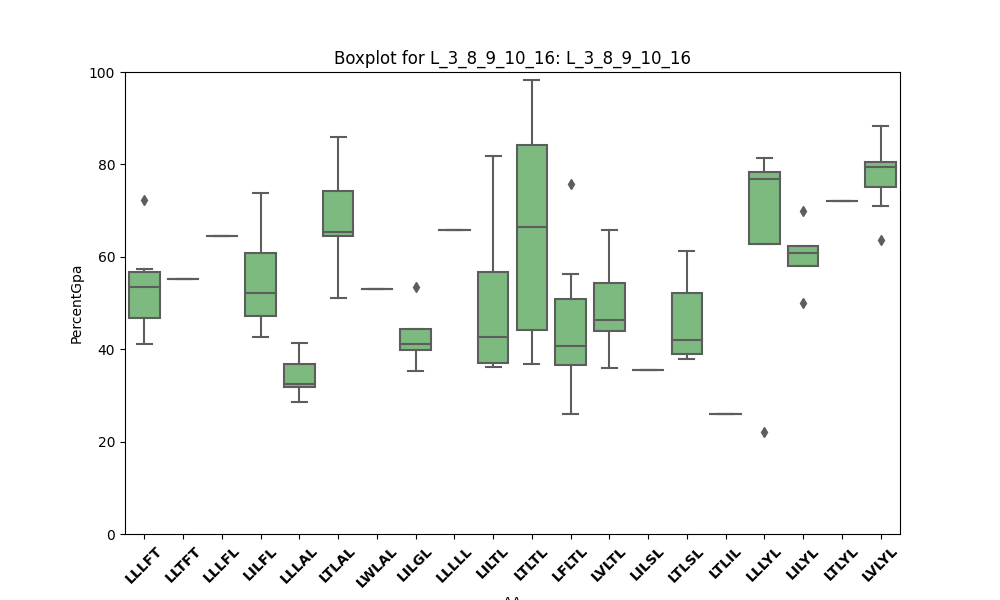 Boxplot for L_3_8_9_10_16: L_3_8_9_10_16
100
80
60
40
20
0
PercentGpa
LLLFT LLTFT LLLFL LILFL LLLAL LTLAL LWLAL LILGL LLLLL LILTL LTLTL LFLTL LVLTL LILSL LTLSL LTLIL LLLYL LILYL LTLYL LVLYL